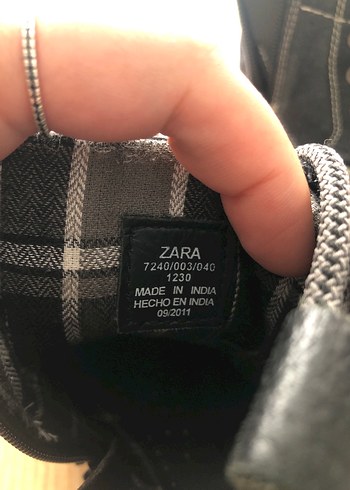 ZARA
7240/003/040
1230
MADE IN INDIA
HECHO EN INDIA
09/2011